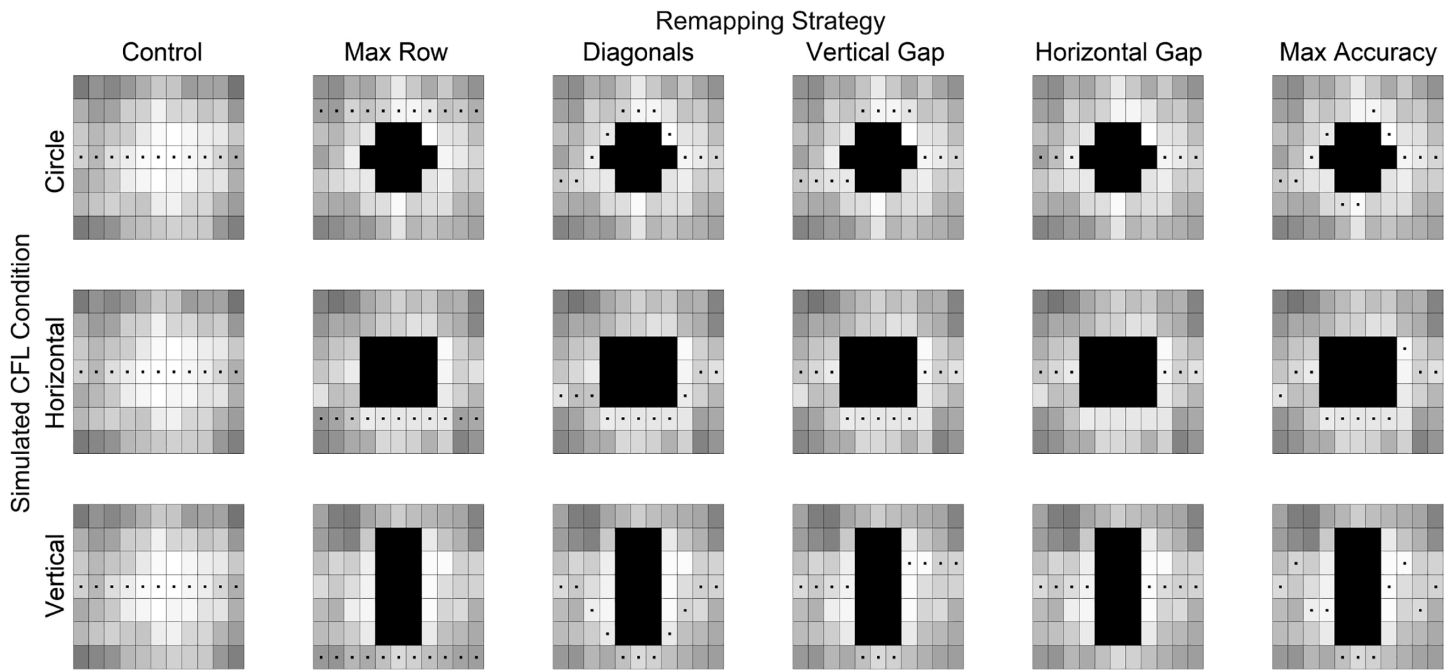 Remapping Strategy
Control Max Row Diagonals Vertical Gap Horizontal Gap Max Accuracy
Simulated CFL Condition
Circle
Horizontal
Vertical